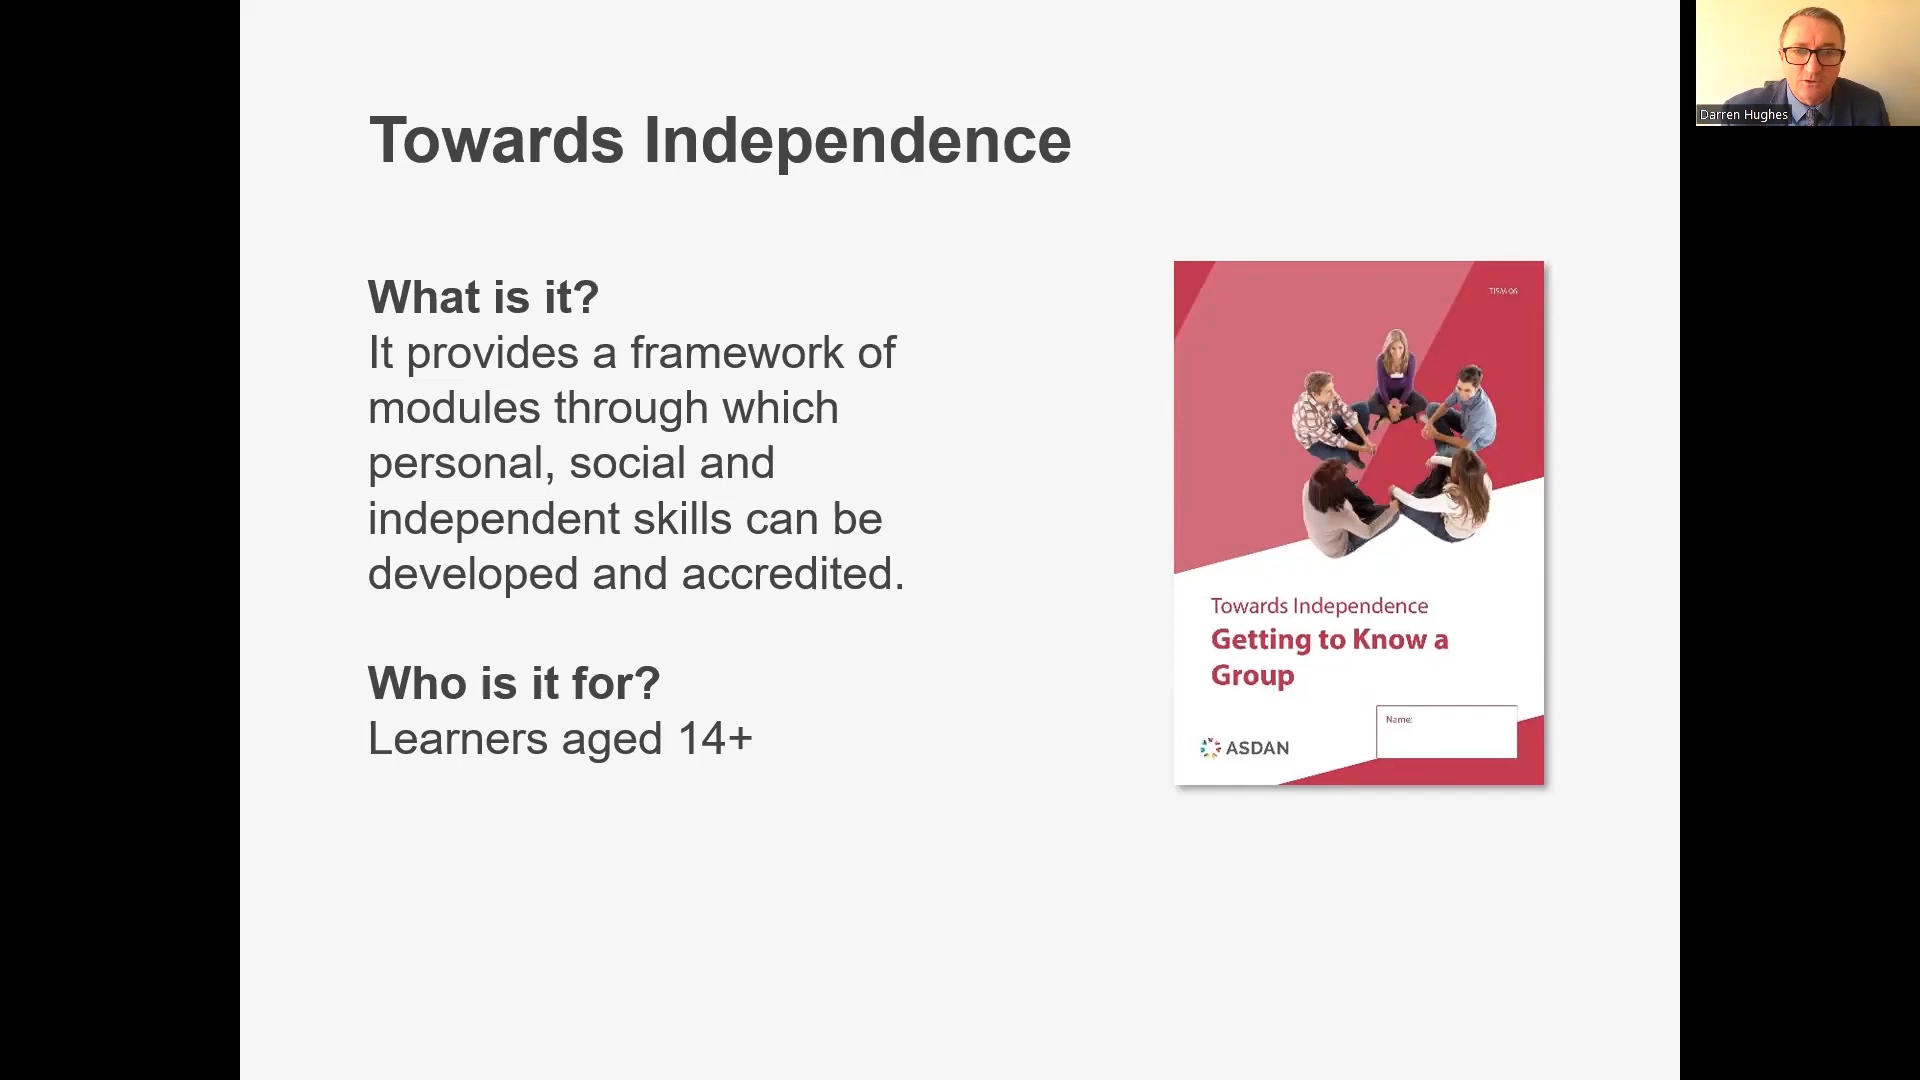 Towards Independence
What is it?
It provides a framework of
modules through which
personal, social and
independent skills can be
developed and accredited.
Who is it for?
Learners aged 14+
Towards Independence
Getting to Know a
Group
Name:
ASDAN
Darren Hughes